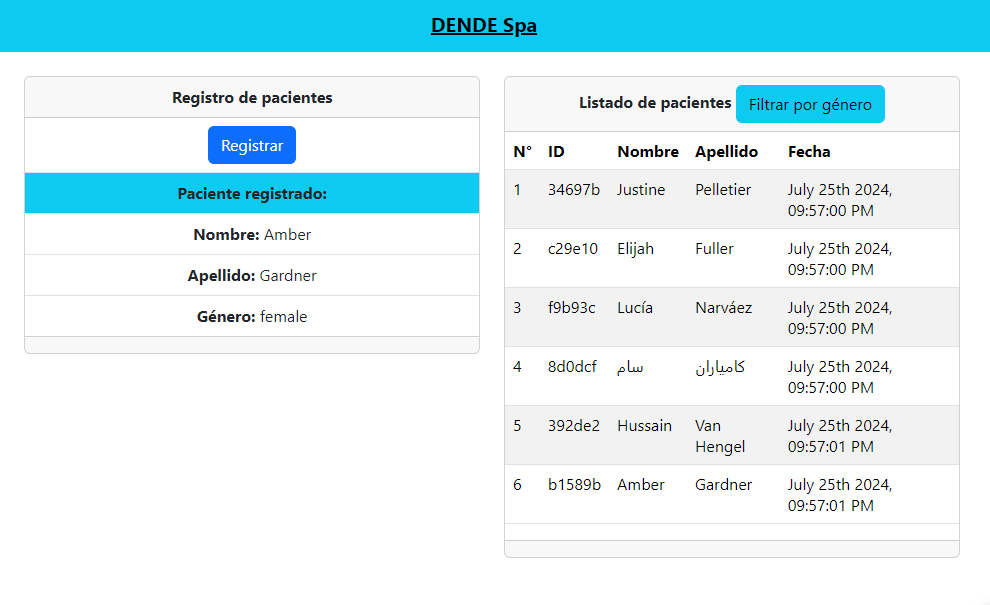 DENDE Spa
Registro de pacientes
Registrar
Paciente registrado:
Nombre: Amber
Apellido: Gardner
Género: female
Listado de pacientes Filtrar por género
N° ID Nombre Apellido Fecha
1 34697b Justine Pelletier July 25th 2024,
09:57:00 PM
2 c29e10 Elijah Fuller July 25th 2024,
09:57:00 PM
3 f9b93c Lucía Narváez July 25th 2024,
09:57:00 PM
4 8d0dcf سام کامیاران July 25th 2024,
09:57:00 PM
5 392de2 Hussain Van July 25th 2024,
Hengel 09:57:01 PM
6 b1589b Amber Gardner July 25th 2024,
09:57:01 PM